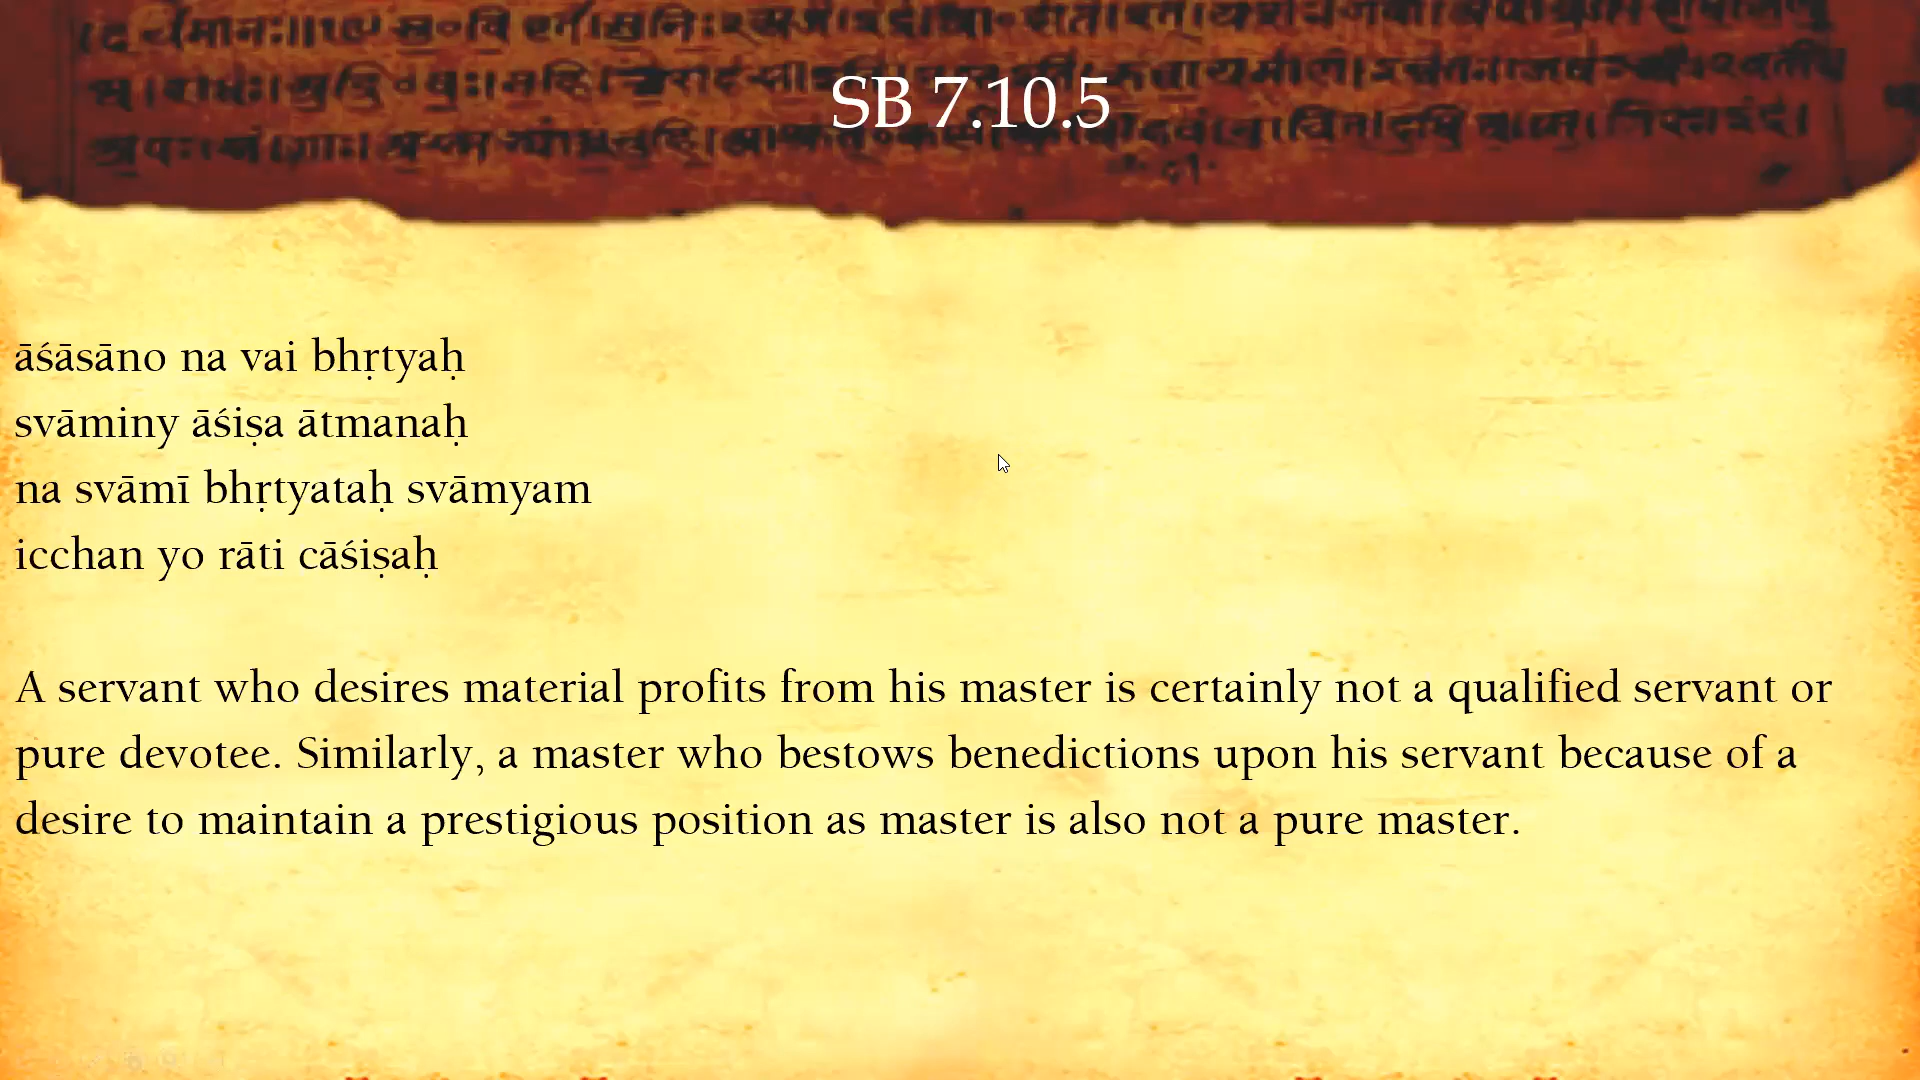 SB 7.10.5
āśāsāno na vai bhṛtyaḥ
svāminy āśiṣa ātmanaḥ
na svāmī bhṛtyataḥ svāmyam
icchan yo rāti cāśiṣaḥ
A servant who desires material profits from his master is certainly not a qualified servant or
pure devotee. Similarly, a master who bestows benedictions upon his servant because of a
desire to maintain a prestigious position as master is also not a pure master.